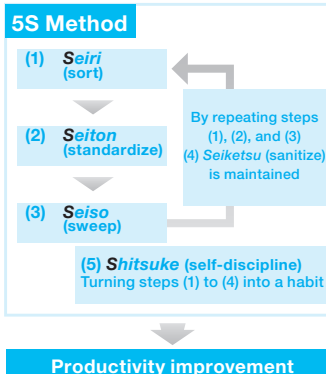 5S Method
(1) Seiri
(sort)
(2) Seiton
(standardize)
(3) Seiso
(sweep)
By repeating steps
(1), (2), and (3)
(4) Seiketsu (sanitize)
is maintained
(5) Shitsuke (self-discipline)
Turning steps (1) to (4) into a habit
Productivity improvement